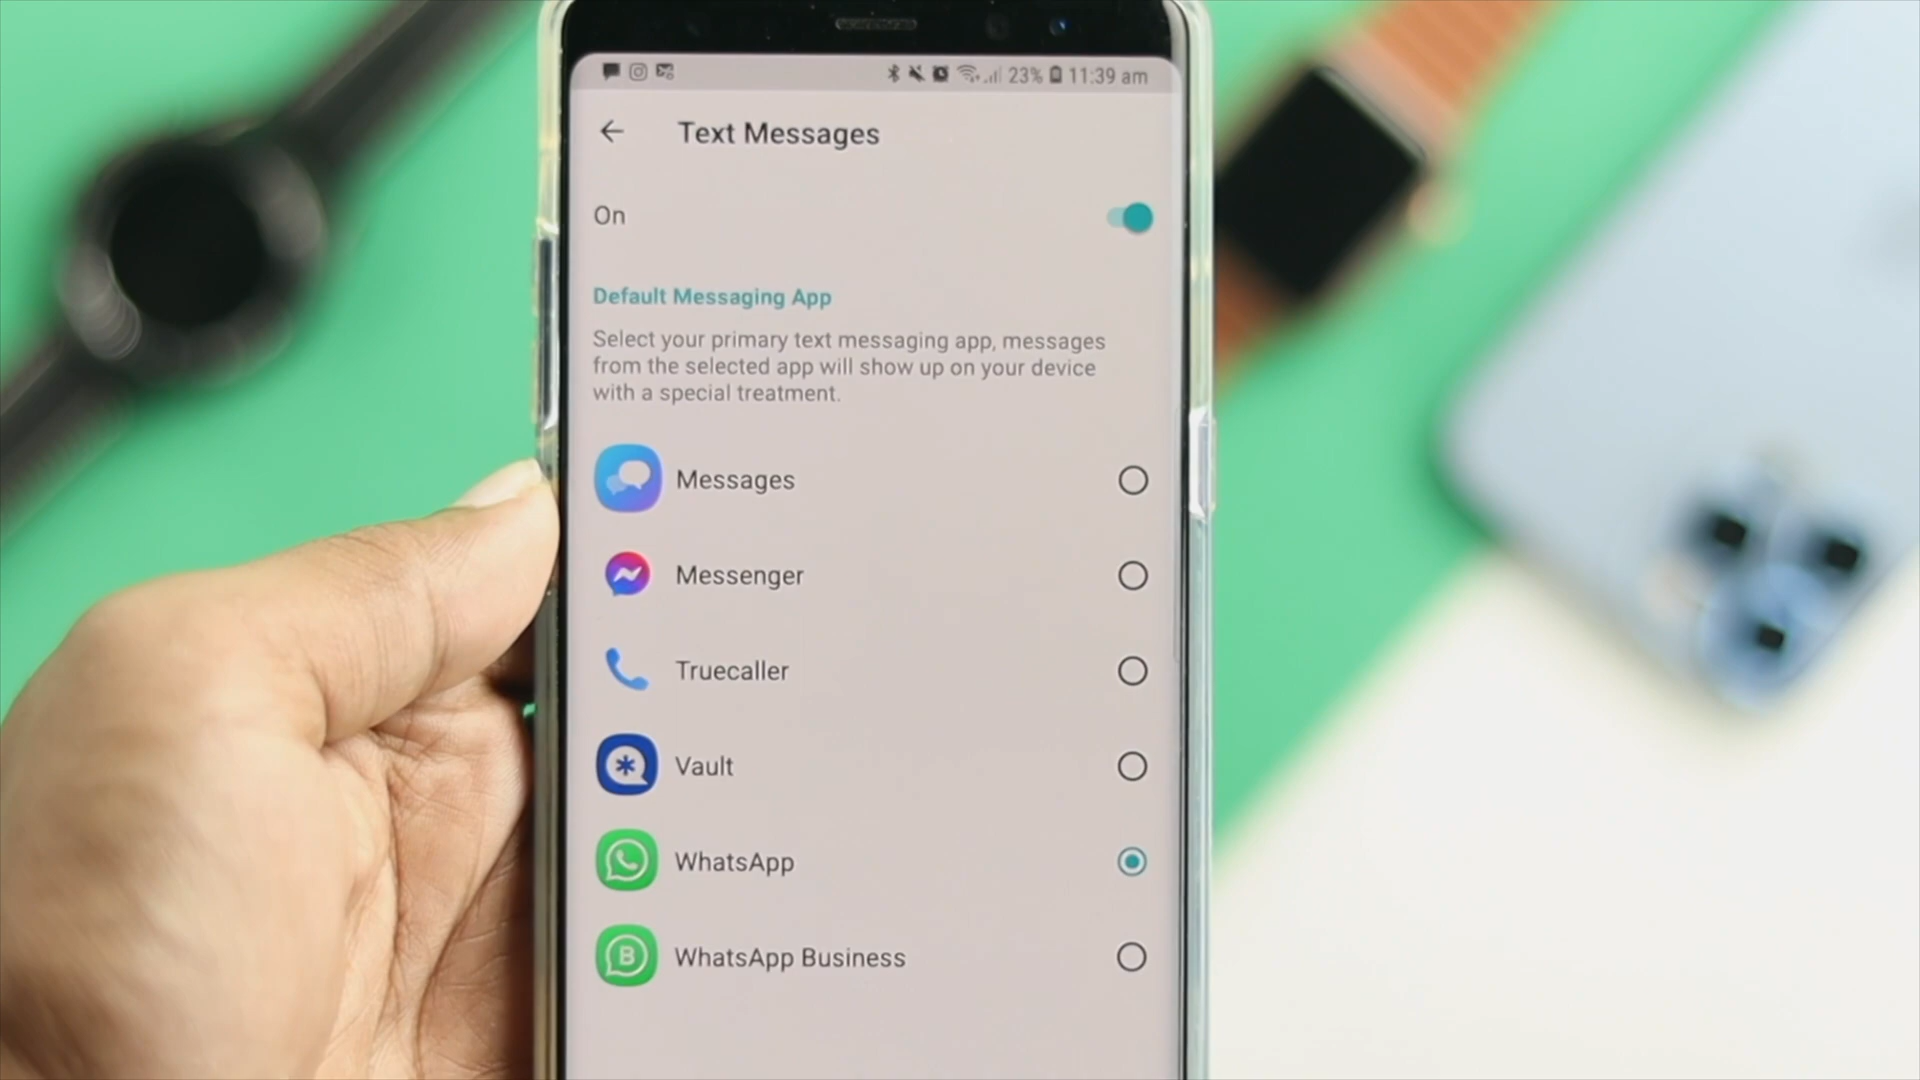 23% 11:39 am
Text Messages
On
Default Messaging App
Select your primary text messaging app, messages
from the selected app will show up on your device
with a special treatment.
Messages
Messenger
Truecaller
Vault
WhatsApp
B
WhatsApp Business